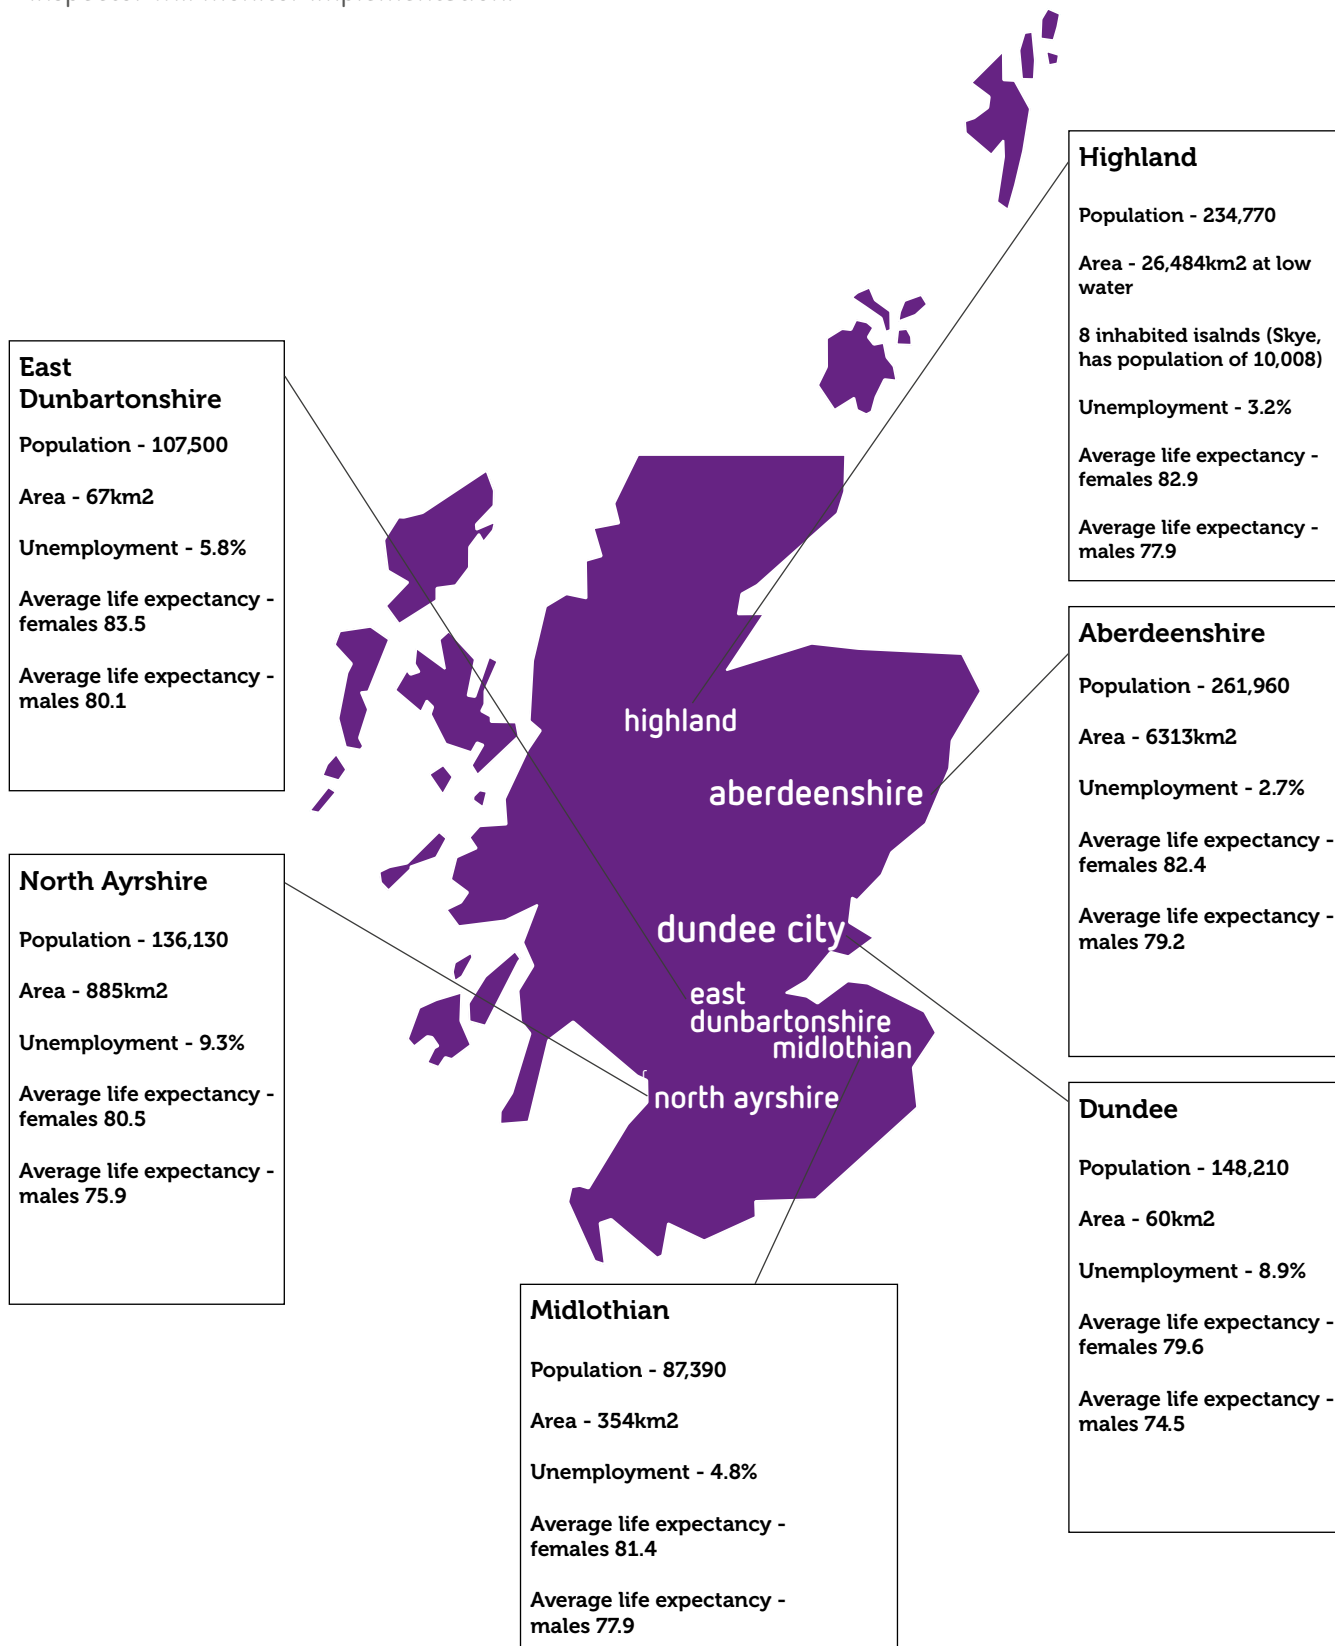 Highland
Population - 234,770
Area - 26,484km2 at low
water
8 inhabited isalnds (Skye,
has population of 10,008)
Unemployment - 3.2%
Average life expectancy -
females 82.9
Average life expectancy -
males 77.9
East
Dunbartonshire
Population - 107,500
Area - 67km2
Unemployment - 5.8%
Average life expectancy -
females 83.5
Average life expectancy -
males 80.1
Aberdeenshire
Population - 261,960
Area - 6313km2
Unemployment - 2.7%
Average life expectancy -
females 82.4
Average life expectancy -
males 79.2
highland
aberdeenshire
dundee city
east
dunbartonshire
midlothian
north ayrshire
North Ayrshire
Population - 136,130
Area - 885km2
Unemployment - 9.3%
Average life expectancy -
females 80.5
Average life expectancy -
males 75.9
Dundee
Population - 148,210
Area - 60km2
Unemployment - 8.9%
Average life expectancy -
females 79.6
Average life expectancy -
males 74.5
Midlothian
Population - 87,390
Area - 354km2
Unemployment - 4.8%
Average life expectancy -
females 81.4
Average life expectancy -
males 77.9